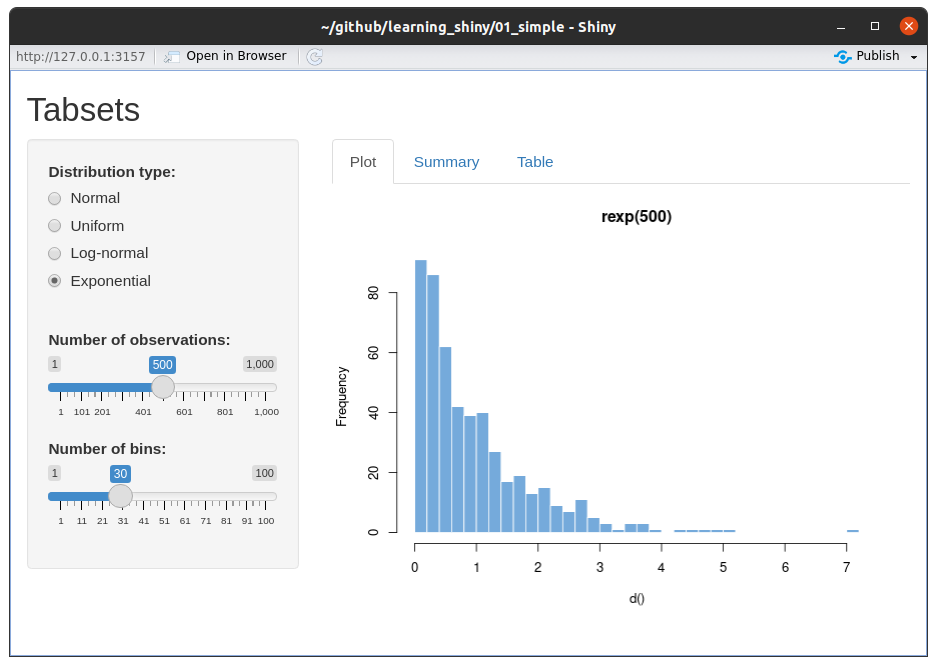 ~/github/learning_shiny/01_simple - Shiny
http://127.0.0.1:3157 Open in Browser Publish
Tabsets
Distribution type:
Normal
Uniform
Log-normal
Exponential
Number of observations:
1 500 1,000
1 101 201 401 601 801 1,000
Number of bins:
1 30 100
1 11 21 31 41 51 61 71 81 91 100
Plot Summary Table
rexp(500)
Frequency
80
60
40
20
0
0 1 2 3 4 5 6 7
d()